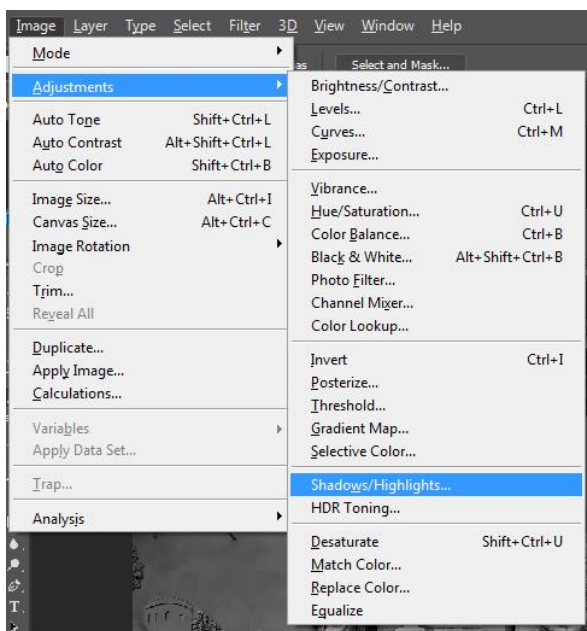 Image Layer Type Select Filter 3D View Window Help
Select and Mask...
Mode
Adjustments
Auto Tone Shift+Ctrl+L
Auto Contrast Alt+Shift+Ctrl+L
Auto Color Shift+Ctrl+B
Image Size... Alt+Ctrl+I
Canvas Size... Alt+Ctrl+C
Image Rotation
Crop
Trim...
Reveal All
Duplicate...
Apply Image...
Calculations...
Variables
Apply Data Set...
Trap...
Analysis
Brightness/Contrast...
Levels... Ctrl+L
Curves... Ctrl+M
Exposure...
Vibrance...
Hue/Saturation... Ctrl+U
Color Balance... Ctrl+B
Black & White... Alt+Shift+Ctrl+B
Photo Filter...
Channel Mixer...
Color Lookup...
Invert Ctrl+I
Posterize...
Threshold...
Gradient Map...
Selective Color...
Shadows/Highlights...
HDR Toning...
Desaturate Shift+Ctrl+U
Match Color...
Replace Color...
Equalize